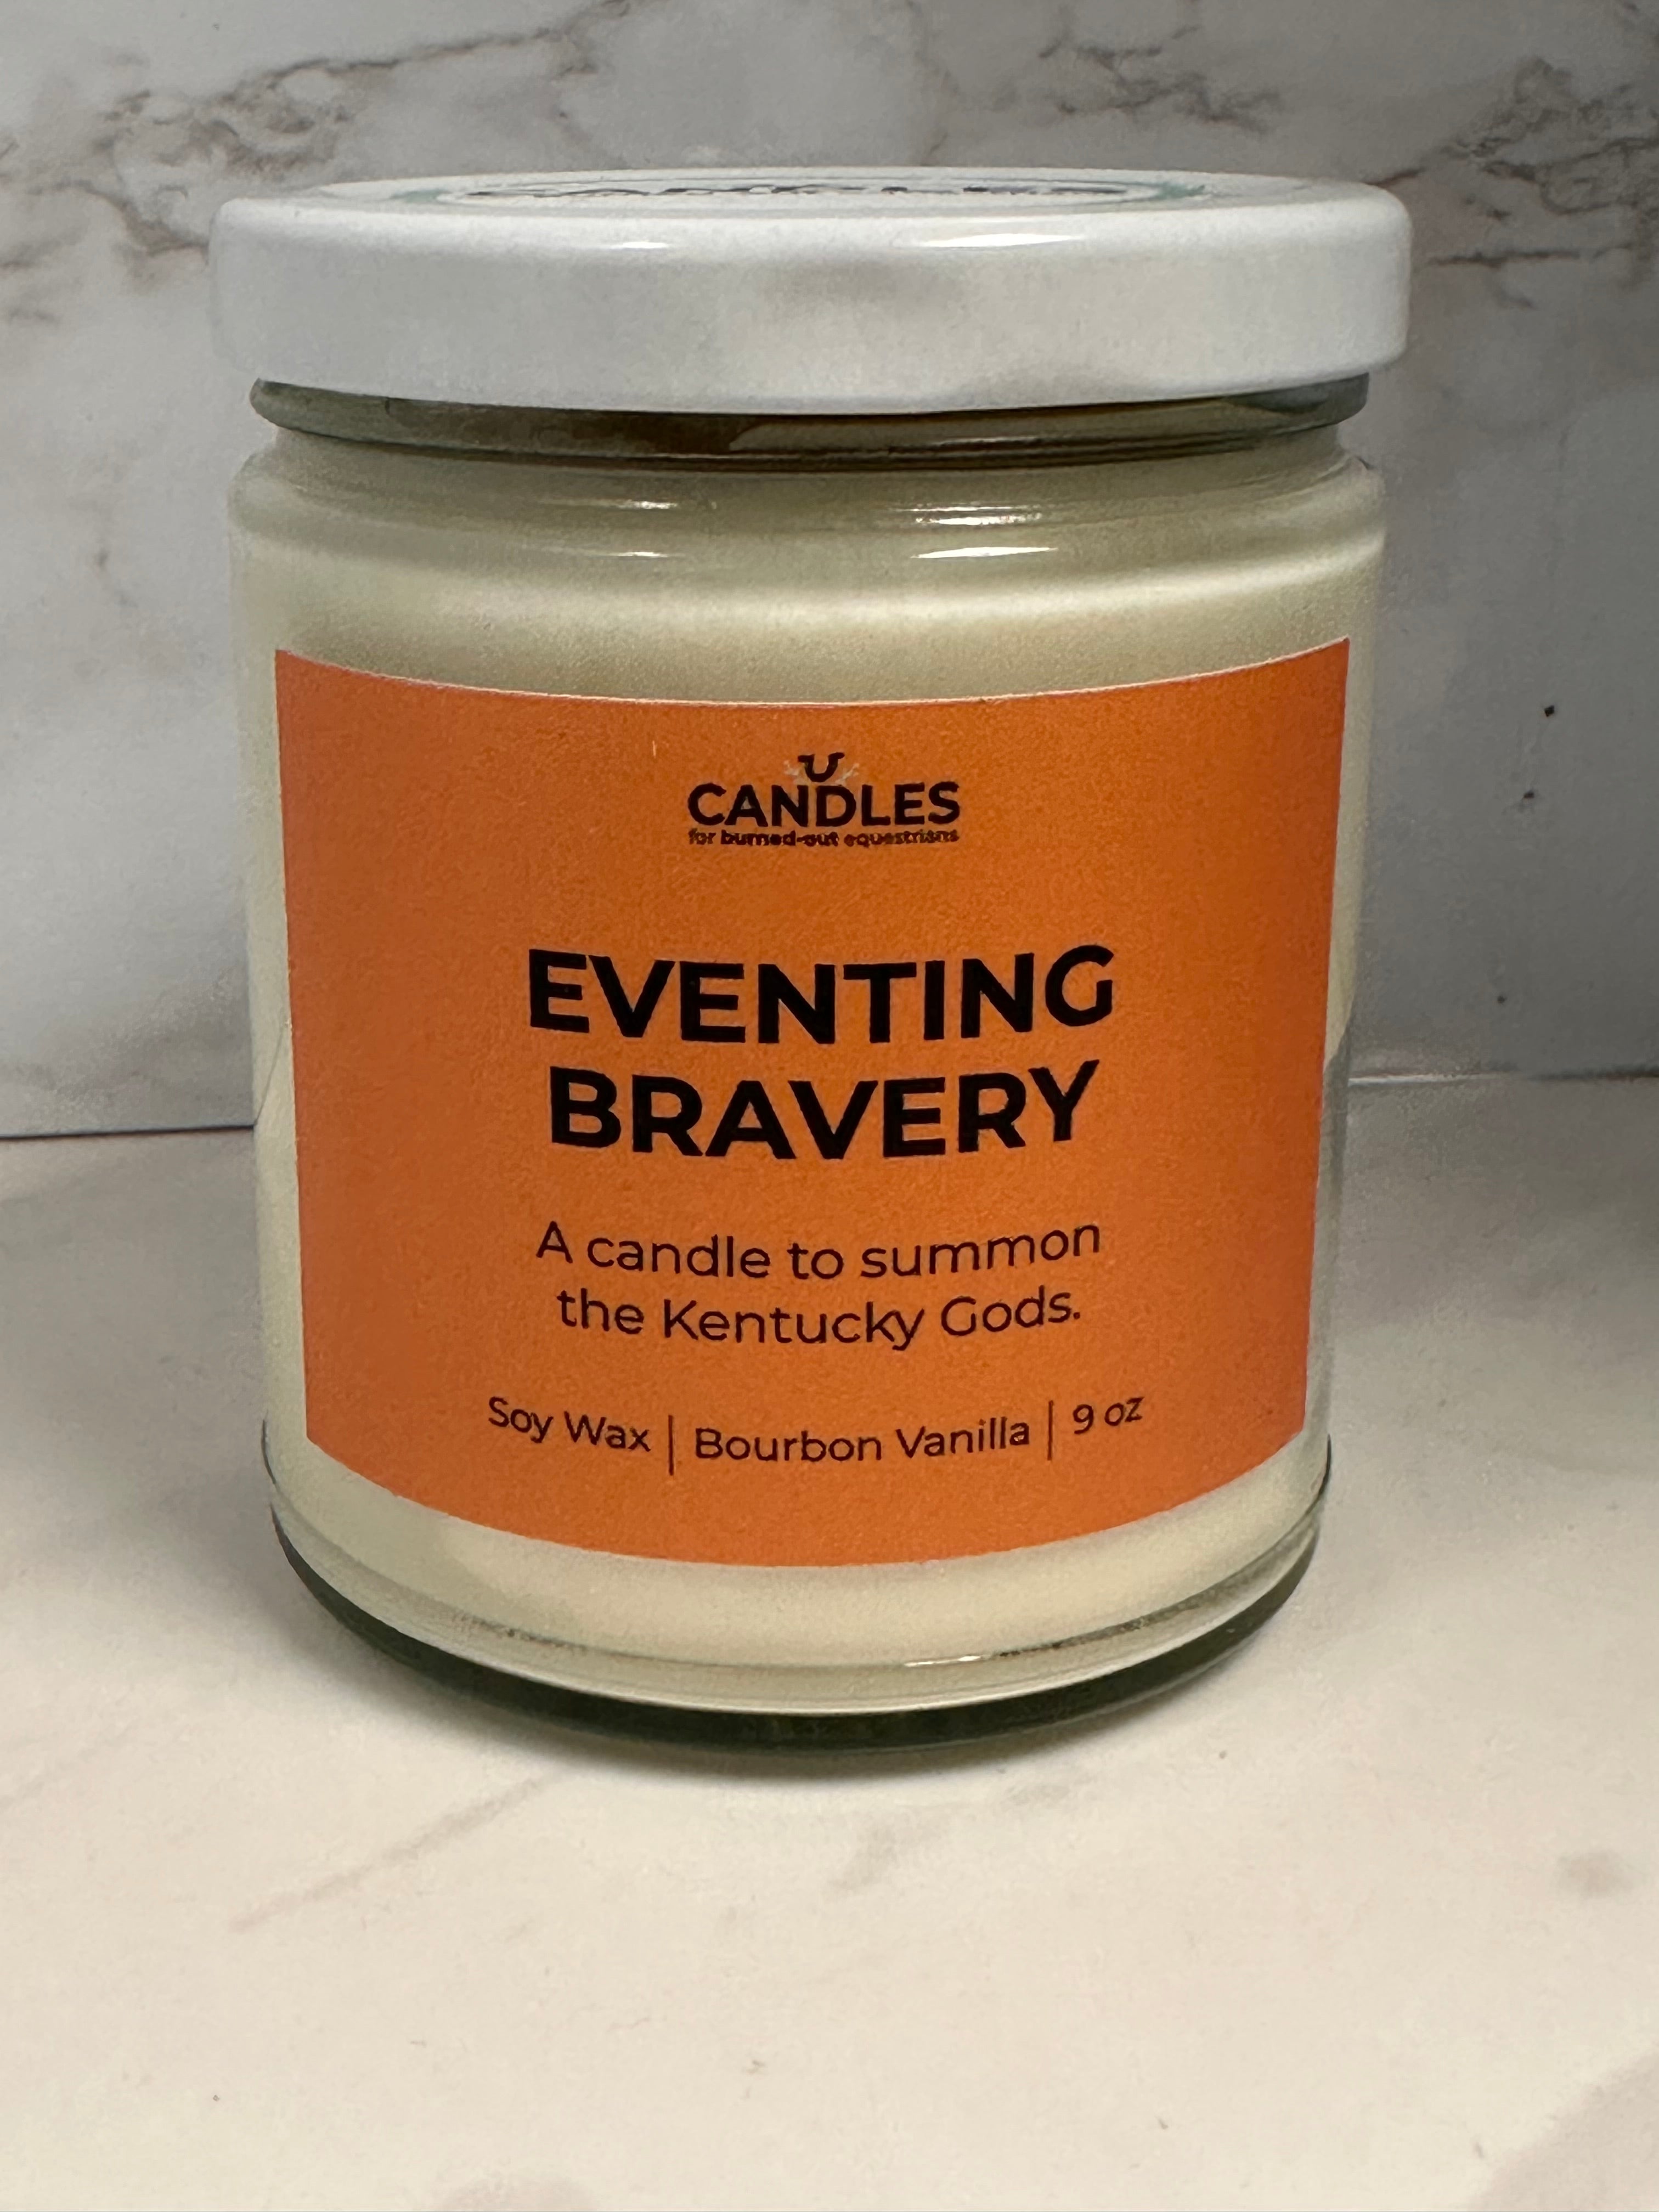 CANDLES
for burned-out equestrians
EVENTING
BRAVERY
A candle to summon
the Kentucky Gods.
Soy Wax | Bourbon Vanilla | 9 oz